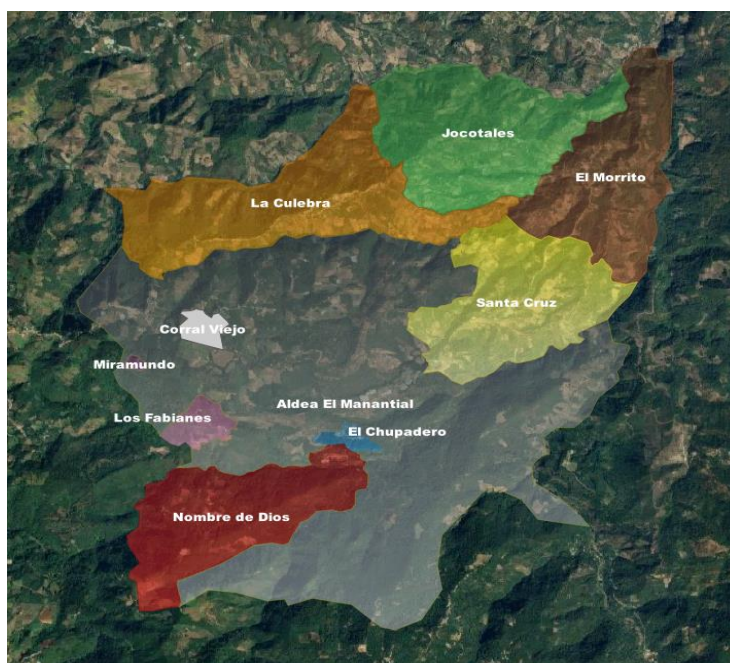 Jocotales
El Morrito
La Culebra
Santa Cruz
Corral Viejo
Miramundo
Aldea El Manantial
Los Fabianes
El Chupadero
Nombre de Dios